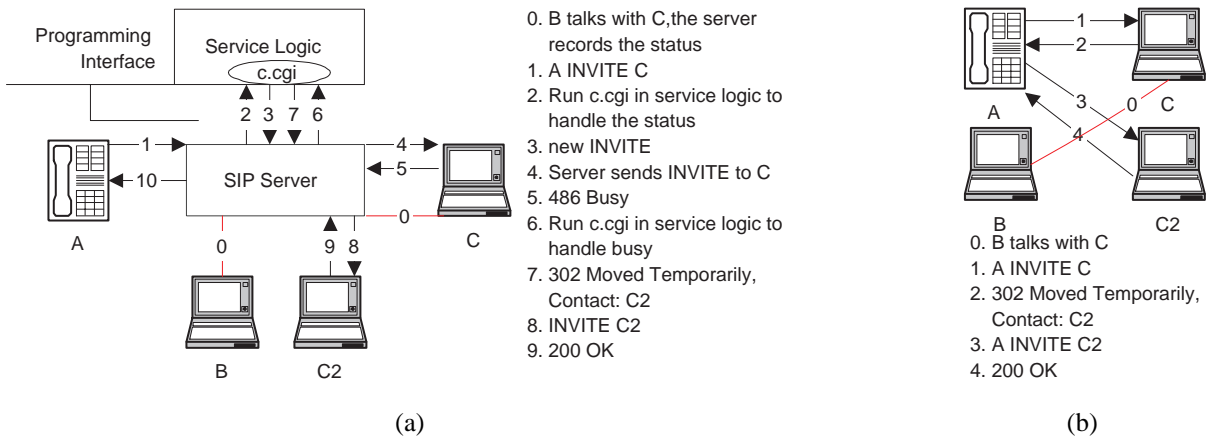 Programming
Interface
Service Logic
c.cgi
2
3
7
6
1
10
SIP Server
4
5
0
A
C
0
9
8
B
C2
0. B talks with C,the server
records the status
1. A INVITE C
2. Run c.cgi in service logic to
handle the status
3. new INVITE
4. Server sends INVITE to C
5. 486 Busy
6. Run c.cgi in service logic to
handle busy
7. 302 Moved Temporarily,
Contact: C2
8. INVITE C2
9. 200 OK
(a)
1
2
3
0
C
A
4
B
C2
0. B talks with C
1. A INVITE C
2. 302 Moved Temporarily,
Contact: C2
3. A INVITE C2
4. 200 OK
(b)